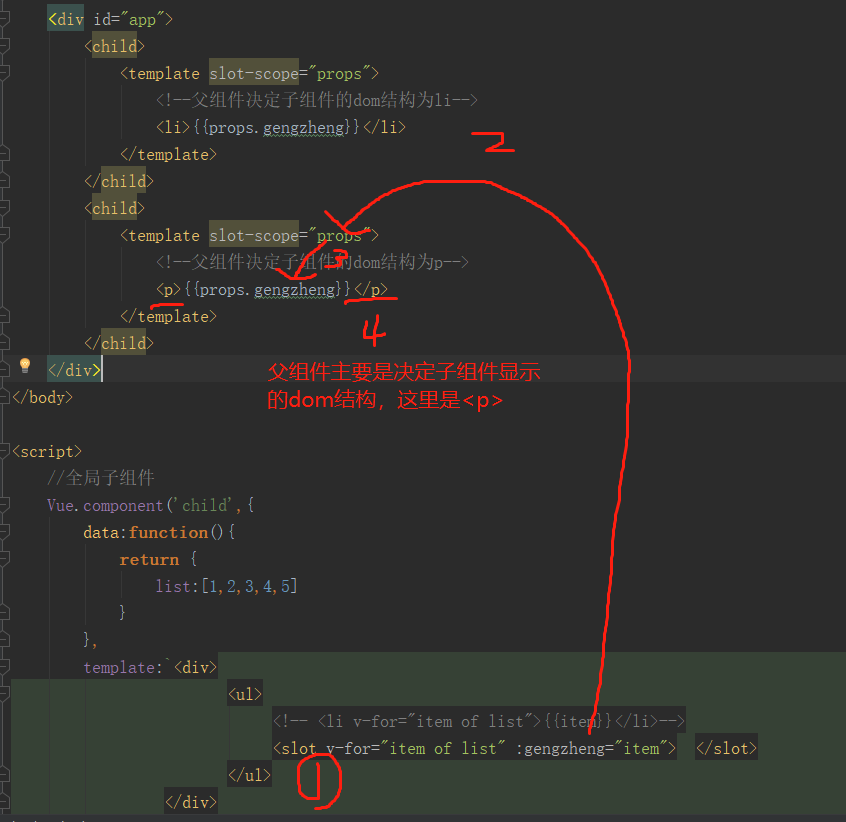 <div id="app">
<child>
<template slot-scope="props">
<!--父组件决定子组件的dom结构为li-->
<li>{{props.gengzheng}}</li>
2
</template>
</child>
<child>
<template slot-scope="props">
<!--父组件决定子组件的dom结构为p-->
3
<p>{{props.gengzheng}}</p>
</template>
4
</child>
</div>
父组件主要是决定子组件显示
的dom结构，这里是<p>
</body>
<script>
//全局子组件
Vue.component('child',{
data:function(){
return {
list:[1,2,3,4,5]
}
},
template:`<div>
<ul>
<!-- <li v-for="item of list">{{item}}</li>-->
<slot v-for="item of list" :gengzheng="item"> </slot>
</ul>
1
</div>